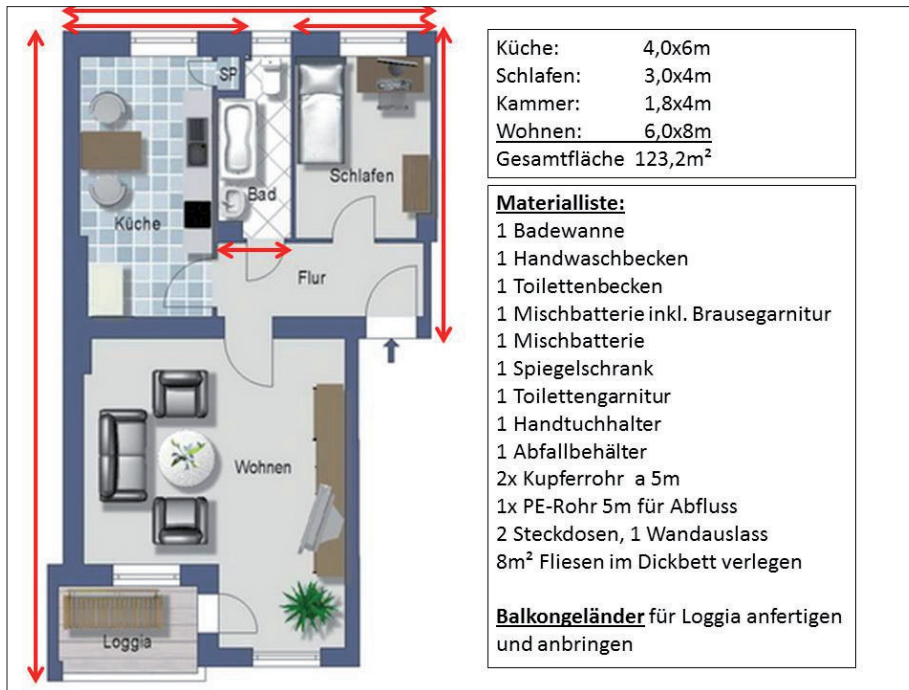 SP
Küche
Bad
Schlafen
Flur
Wohnen
Loggia
Küche: 4,0x6m
Schlafen: 3,0x4m
Kammer: 1,8x4m
Wohnen: 6,0x8m
Gesamtfläche 123,2m²
Materialliste:
1 Badewanne
1 Handwaschbecken
1 Toilettenbecken
1 Mischbatterie inkl. Brausegarnitur
1 Mischbatterie
1 Spiegelschrank
1 Toilettengarnitur
1 Handtuchhalter
1 Abfallbehälter
2x Kupferrohr a 5m
1x PE-Rohr 5m für Abfluss
2 Steckdosen, 1 Wandauslass
8m² Fliesen im Dickbett verlegen
Balkongeländer für Loggia anfertigen
und anbringen